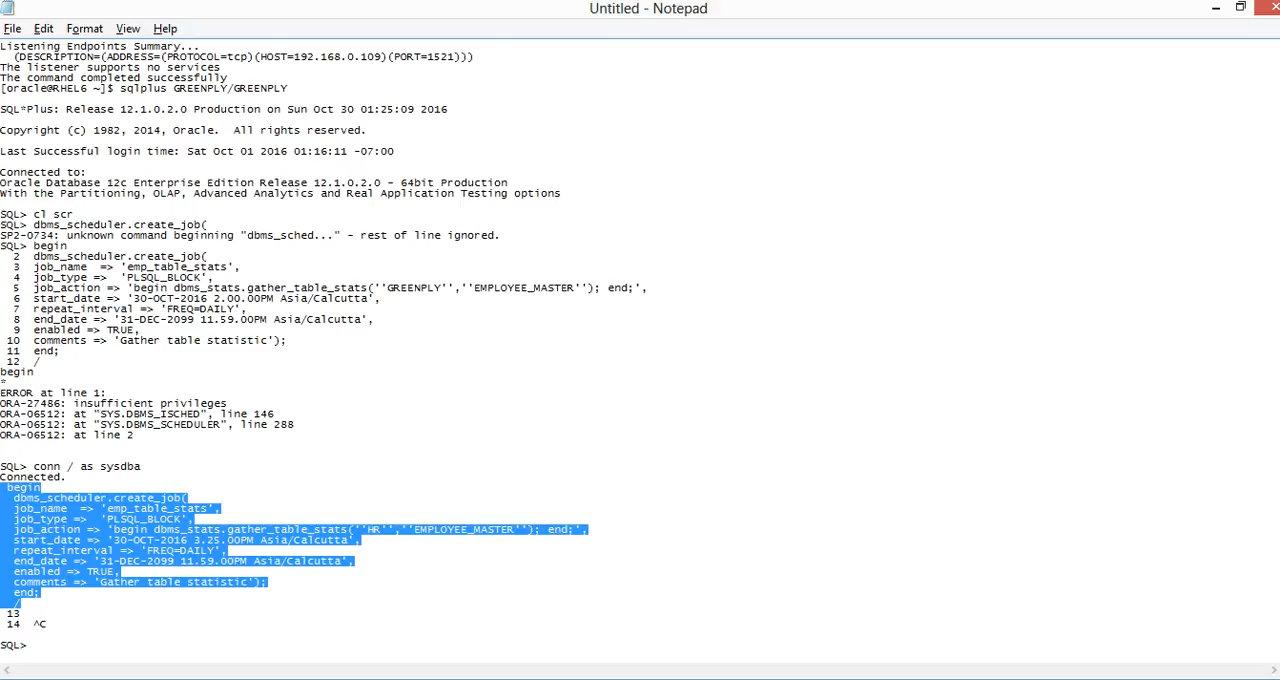 Untitled - Notepad
File Edit Format View Help
Listening Endpoints Summary...
(DESCRIPTION=(ADDRESS=(PROTOCOL=tcp)(HOST=192.168.0.109)(PORT=1521)))
The listener supports no services
The command completed successfully
[oracle@RHEL6 ~]$ sqlplus GREENPLY/GREENPLY
SQL*Plus: Release 12.1.0.2.0 Production on Sun Oct 30 01:25:09 2016
Copyright (c) 1982, 2014, Oracle.  All rights reserved.
Last Successful login time: Sat Oct 01 2016 01:16:11 -07:00
Connected to:
Oracle Database 12c Enterprise Edition Release 12.1.0.2.0 - 64bit Production
With the Partitioning, OLAP, Advanced Analytics and Real Application Testing options
SQL> cl scr
SQL> dbms_scheduler.create_job(
SP2-0734: unknown command beginning "dbms_sched..." - rest of line ignored.
SQL> begin
2  dbms_scheduler.create_job(
3  job_name  => 'emp_table_stats',
4  job_type =>  'PLSQL_BLOCK',
5  job_action => 'begin dbms_stats.gather_table_stats(''GREENPLY'',''EMPLOYEE_MASTER''); end;',
6  start_date => '30-OCT-2016 2.00.00PM Asia/Calcutta',
7  repeat_interval => 'FREQ=DAILY',
8  end_date => '31-DEC-2099 11.59.00PM Asia/Calcutta',
9  enabled => TRUE,
10  comments => 'Gather table statistic');
11  end;
12  /
begin
*
ERROR at line 1:
ORA-27486: insufficient privileges
ORA-06512: at "SYS.DBMS_ISCHED", line 146
ORA-06512: at "SYS.DBMS_SCHEDULER", line 288
ORA-06512: at line 2
SQL> conn / as sysdba
Connected.
begin
dbms_scheduler.create_job(
job_name  => 'emp_table_stats',
job_type =>  'PLSQL_BLOCK',
job_action => 'begin dbms_stats.gather_table_stats(''HR'',''EMPLOYEE_MASTER''); end;',
start_date => '30-OCT-2016 3.25.00PM Asia/Calcutta',
repeat_interval => 'FREQ=DAILY',
end_date => '31-DEC-2099 11.59.00PM Asia/Calcutta',
enabled => TRUE,
comments => 'Gather table statistic');
end;
/
13
14  ^C
SQL>